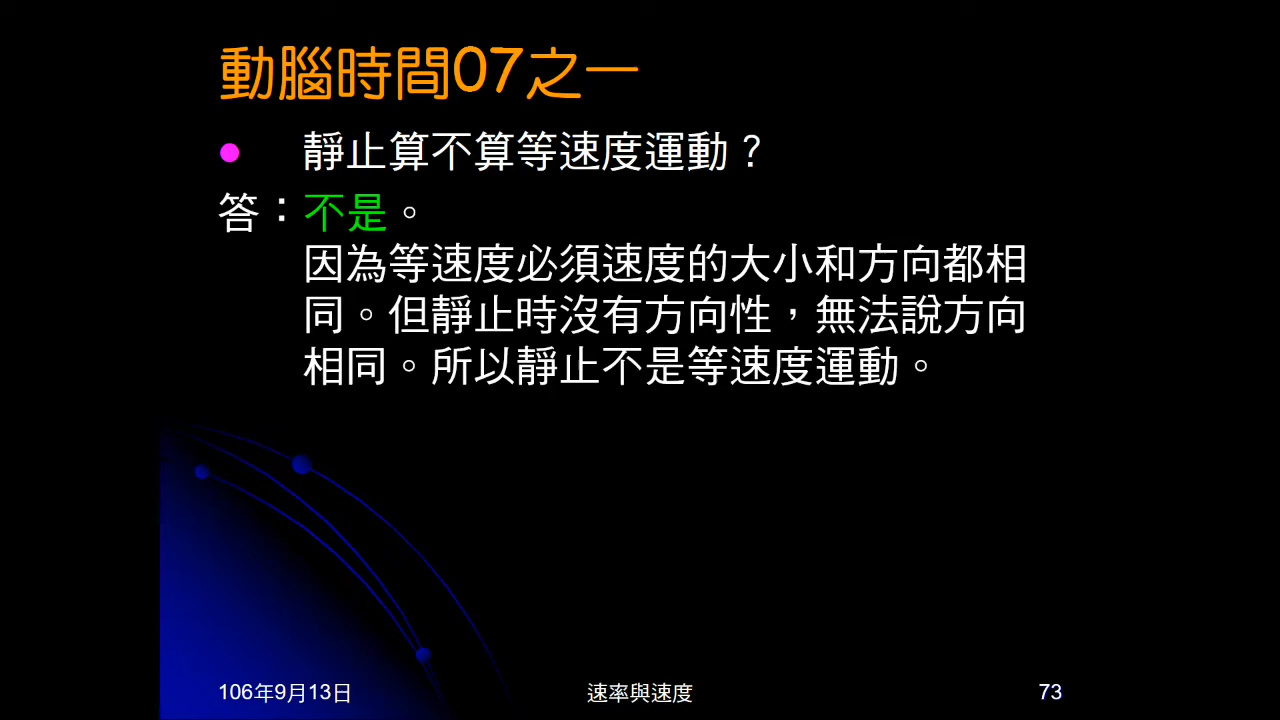 動腦時間07之一
靜止算不算等速度運動？
答：不是。
因為等速度必須速度的大小和方向都相
同。但靜止時沒有方向性，無法說方向
相同。所以靜止不是等速度運動。
106年9月13日
速率與速度
73